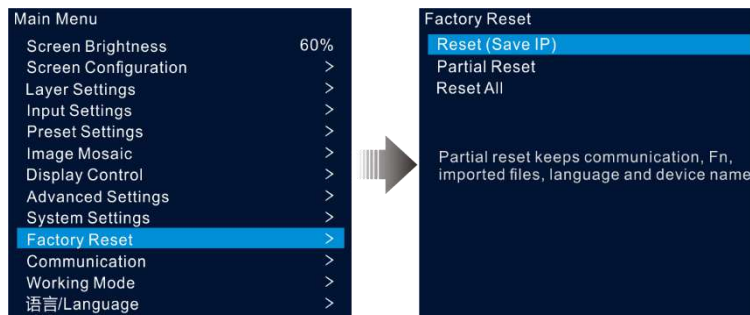 Main Menu
Screen Brightness 60%
Screen Configuration >
Layer Settings >
Input Settings >
Preset Settings >
Image Mosaic >
Display Control >
Advanced Settings >
System Settings >
Factory Reset >
Communication >
Working Mode >
语言/Language >
Factory Reset
Reset (Save IP)
Partial Reset
Reset All
Partial reset keeps communication, Fn,
imported files, language and device name